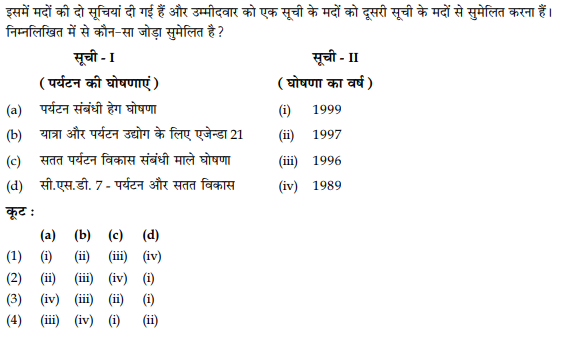 इसमें मदों की दो सूचियां दी गई हैं और उम्मीदवार को एक सूची के मदों को दूसरी सूची के मदों से सुमेलित करना हैं।
निम्नलिखित में से कौन-सा जोड़ा सुमेलित है ?
सूची - I सूची - II
( पर्यटन की घोषणाएं ) ( घोषणा का वर्ष )
(a) पर्यटन संबंधी हेग घोषणा (i) 1999
(b) यात्रा और पर्यटन उद्योग के लिए एजेन्डा 21 (ii) 1997
(c) सतत पर्यटन विकास संबंधी माले घोषणा (iii) 1996
(d) सी.एस.डी. 7 - पर्यटन और सतत विकास (iv) 1989
कूट :
(a) (b) (c) (d)
(1) (i) (ii) (iii) (iv)
(2) (ii) (iii) (iv) (i)
(3) (iv) (iii) (ii) (i)
(4) (iii) (iv) (i) (ii)